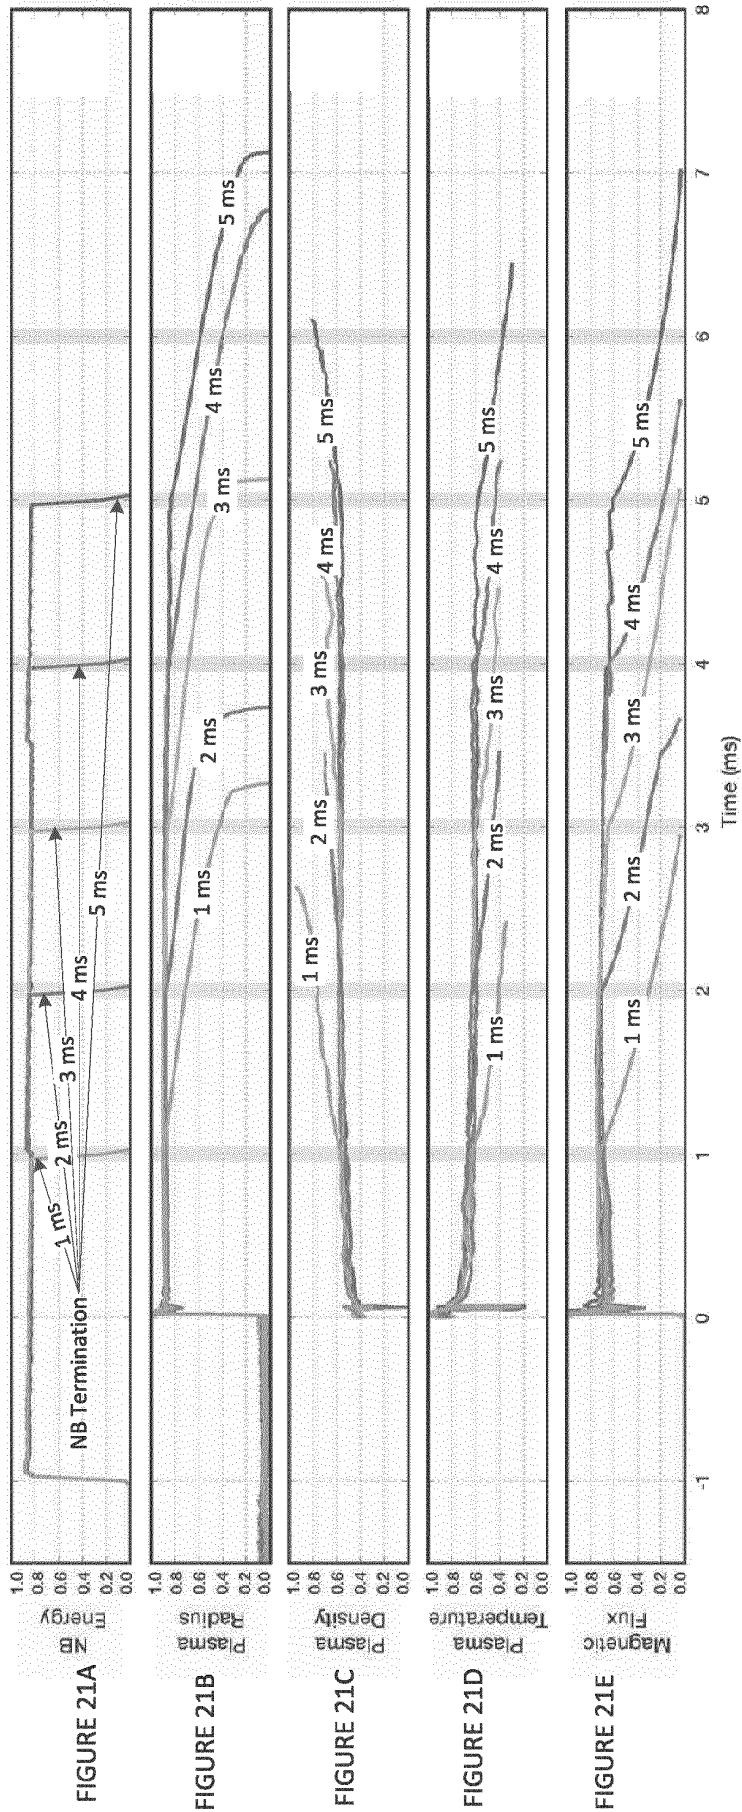 FIGURE 21A
NB
Energy
1.0
0.8
0.6
0.4
0.2
0.0
NB Termination
1 ms
2 ms
3 ms
4 ms
5 ms
FIGURE 21B
Plasma
Radius
1.0
0.8
0.6
0.4
0.2
0.0
1 ms
2 ms
3 ms
4 ms
5 ms
FIGURE 21C
Plasma
Density
1.0
0.8
0.6
0.4
0.2
0.0
1 ms
2 ms
3 ms
4 ms
5 ms
FIGURE 21D
Plasma
Temperature
1.0
0.8
0.6
0.4
0.2
0.0
1 ms
2 ms
3 ms
4 ms
5 ms
FIGURE 21E
Magnetic
Flux
1.0
0.8
0.6
0.4
0.2
0.0
1 ms
2 ms
3 ms
4 ms
5 ms
-1
0
1
2
3
4
5
6
7
8
Time (ms)